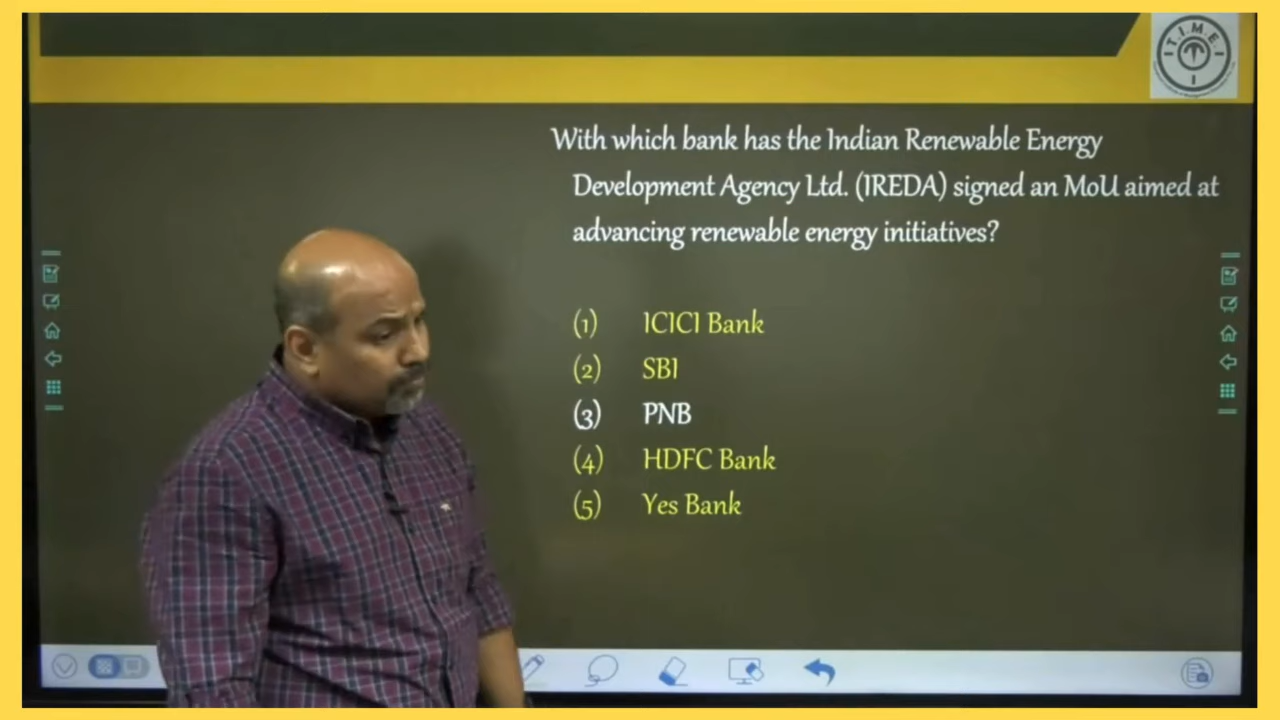 T.I.M.E.
With which bank has the Indian Renewable Energy
Development Agency Ltd. (IREDA) signed an MoU aimed at
advancing renewable energy initiatives?
(1) ICICI Bank
(2) SBI
(3) PNB
(4) HDFC Bank
(5) Yes Bank